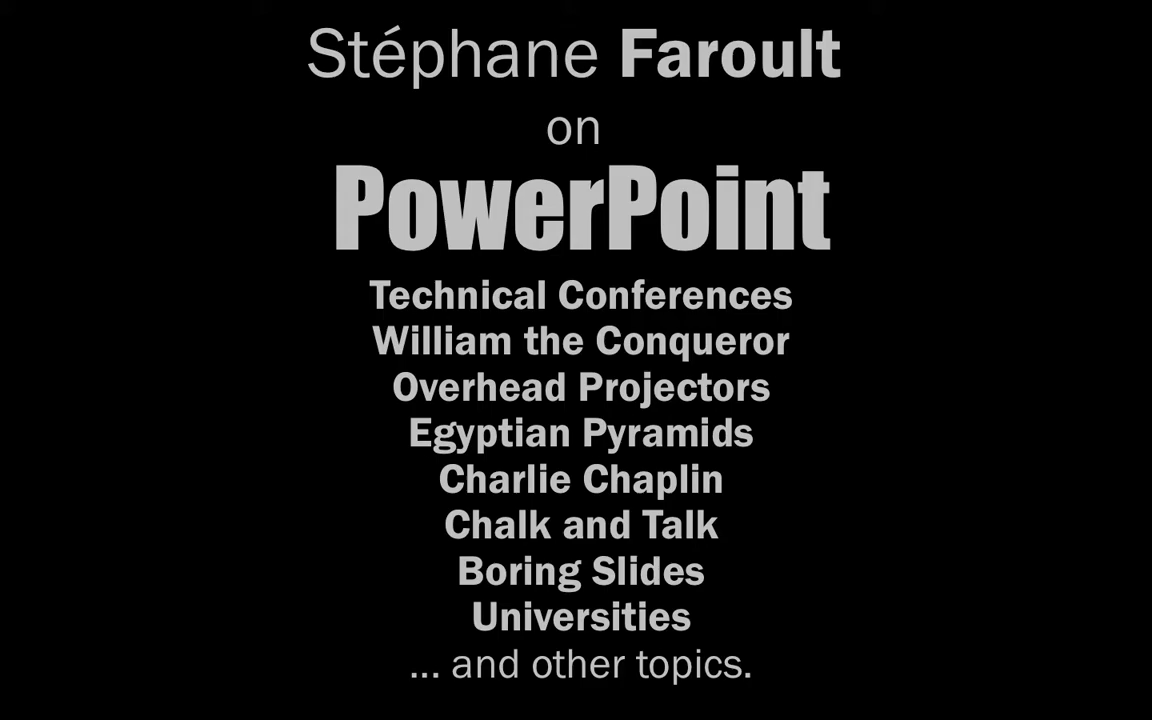 Stéphane Faroult
on
PowerPoint
Technical Conferences
William the Conqueror
Overhead Projectors
Egyptian Pyramids
Charlie Chaplin
Chalk and Talk
Boring Slides
Universities
... and other topics.